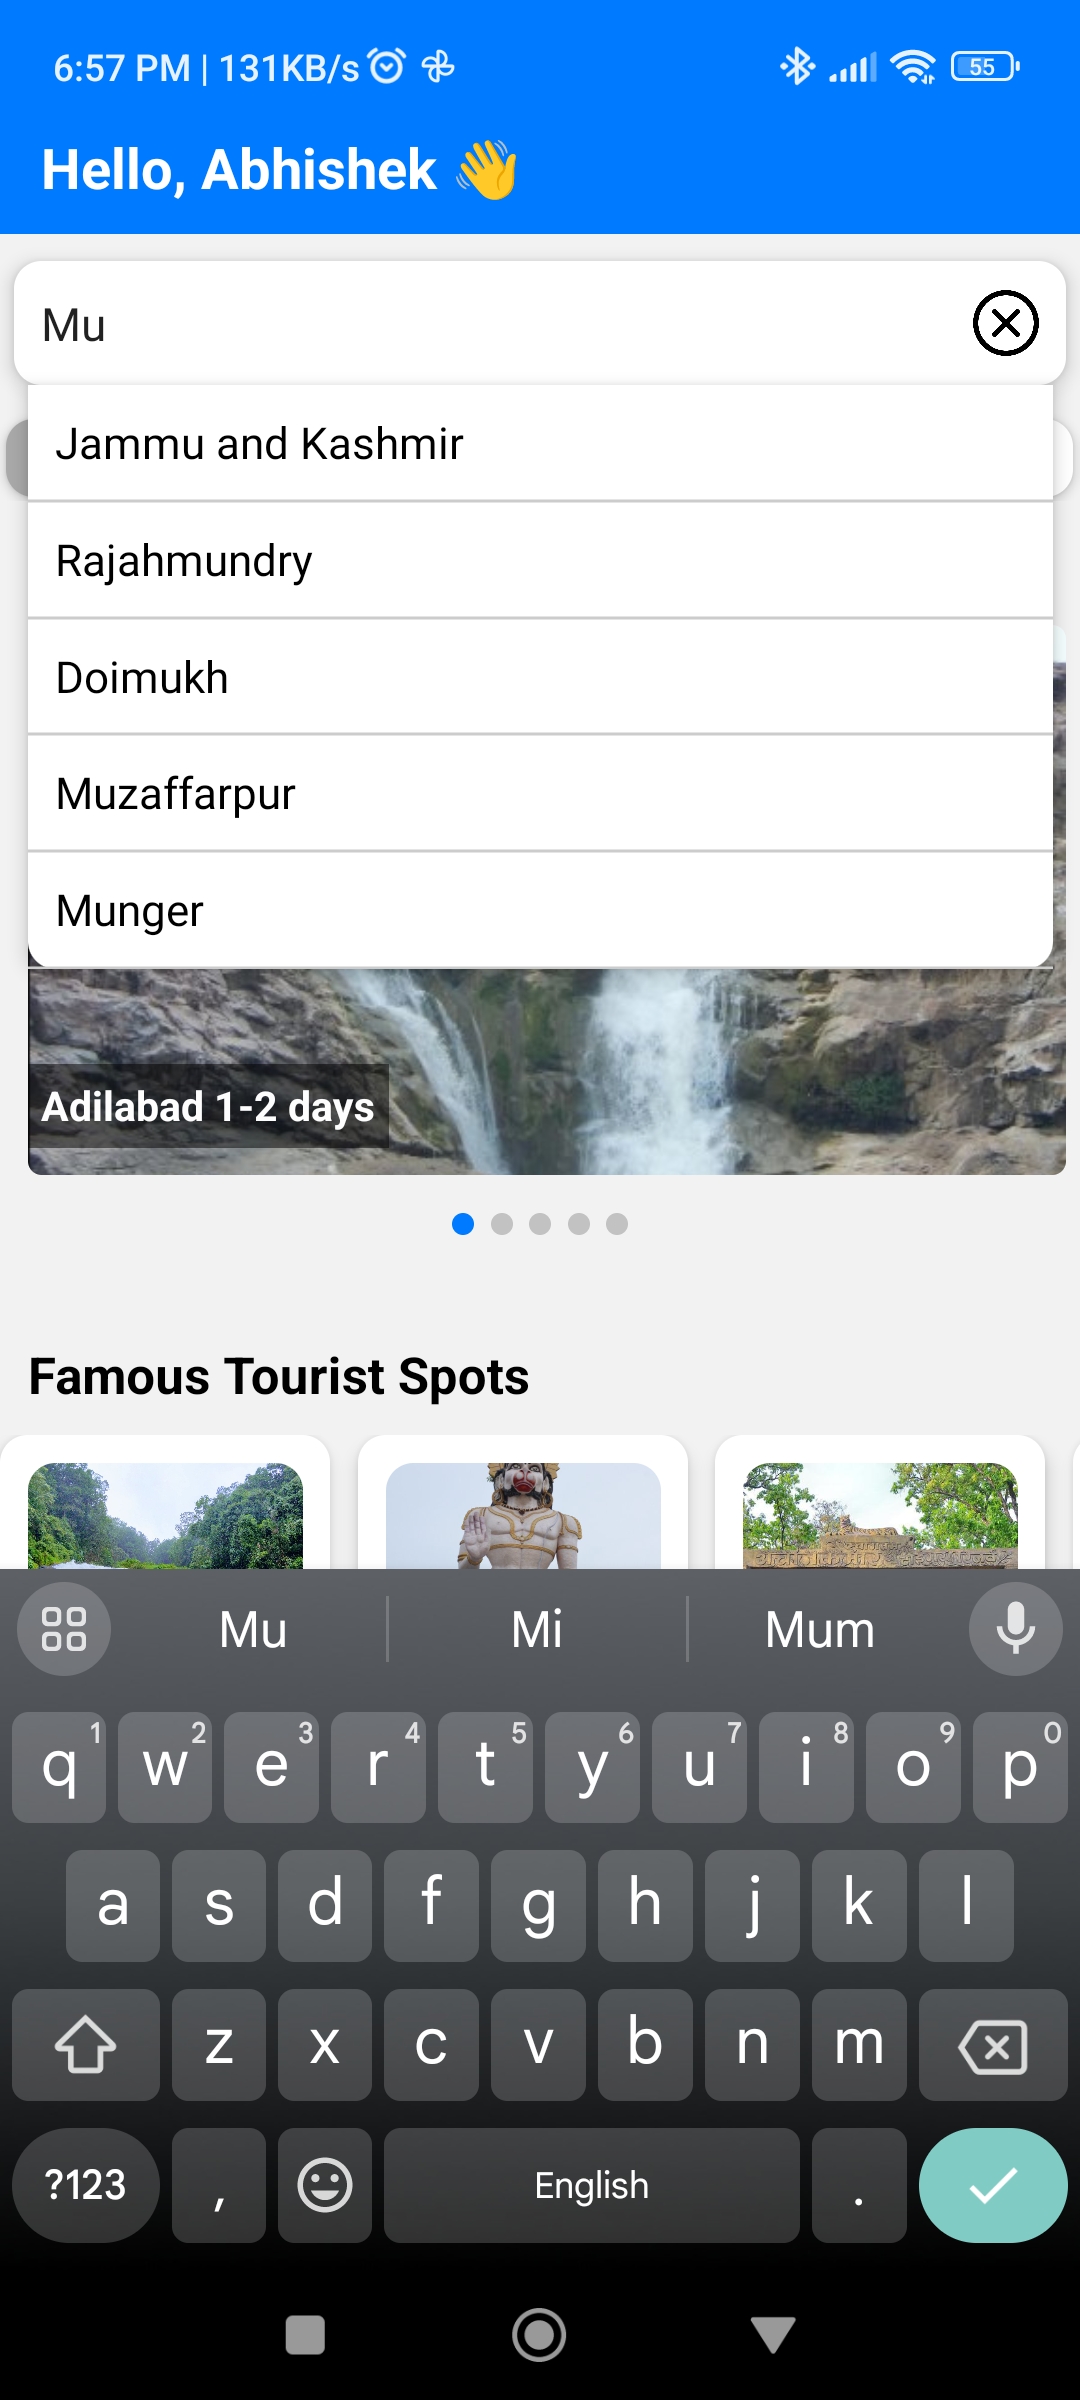 6:57 PM | 131KB/s 55
Hello, Abhishek 👋
Mu
Jammu and Kashmir
Rajahmundry
Doimukh
Muzaffarpur
Munger
Adilabad 1-2 days
Famous Tourist Spots
Mu Mi Mum
q 1 w 2 e 3 r 4 t 5 y 6 u 7 i 8 o 9 p 0
a s d f g h j k l
z x c v b n m
?123 , English .